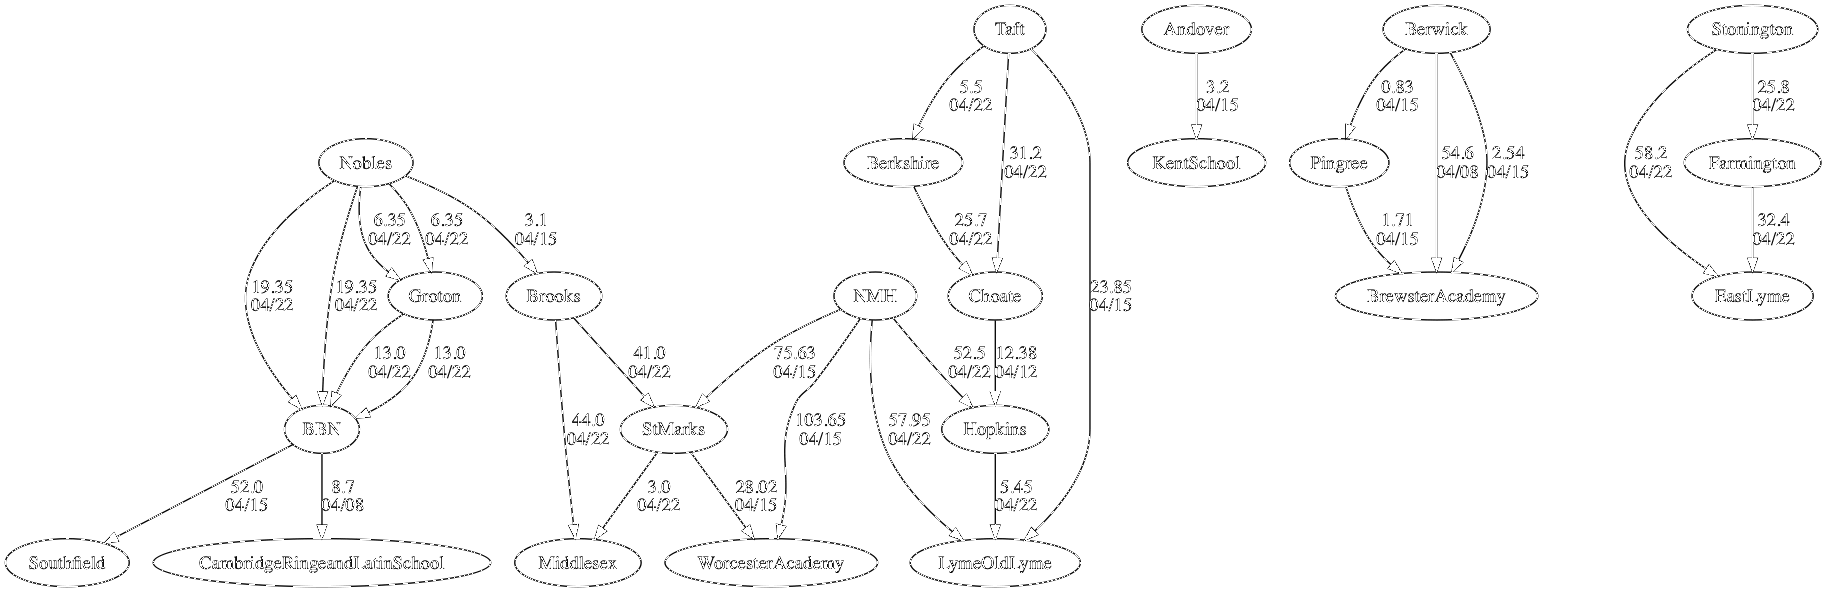 Taft
Andover
Berwick
Stonington
5.5
04/22
3.2
04/15
0.83
04/15
25.8
04/22
Nobles
Berkshire
31.2
04/22
KentSchool
Pingree
54.6
04/08
2.54
04/15
58.2
04/22
Farmington
6.35
04/22
6.35
04/22
3.1
04/15
25.7
04/22
1.71
04/15
32.4
04/22
19.35
04/22
19.35
04/22
Groton
Brooks
NMH
Choate
23.85
04/15
BrewsterAcademy
EastLyme
13.0
04/22
13.0
04/22
41.0
04/22
75.63
04/15
52.5
04/22
12.38
04/12
BBN
44.0
04/22
StMarks
103.65
04/15
57.95
04/22
Hopkins
52.0
04/15
8.7
04/08
3.0
04/22
28.02
04/15
5.45
04/22
Southfield
CambridgeRingeandLatinSchool
Middlesex
WorcesterAcademy
LymeOldLyme